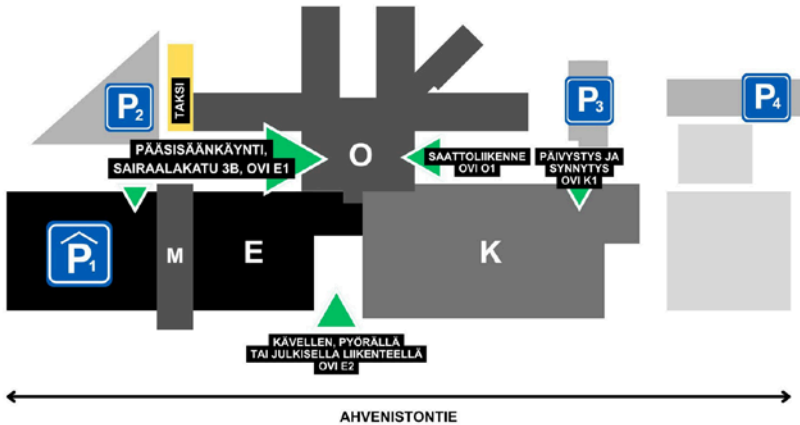 P2
TAKSI
P3
P4
PÄÄSISÄÄNKÄYNTI,
SAIRAALAKATU 3B, OVI E1
O
SAATTOLIIKENNE
OVI O1
PÄIVYSTYS JA
SYNNYTYS
OVI K1
P1
M
E
K
KÄVELLEN, PYÖRÄLLÄ
TAI JULKISELLA LIIKENTEELLÄ
OVI E2
AHVENISTONTIE